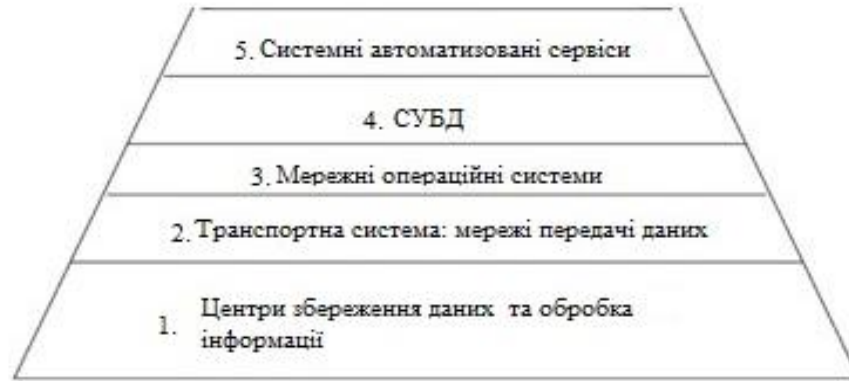 5. Системні автоматизовані сервіси
4. СУБД
3. Мережні операційні системи
2. Транспортна система: мережі передачі даних
1. Центри збереження даних та обробка
інформації